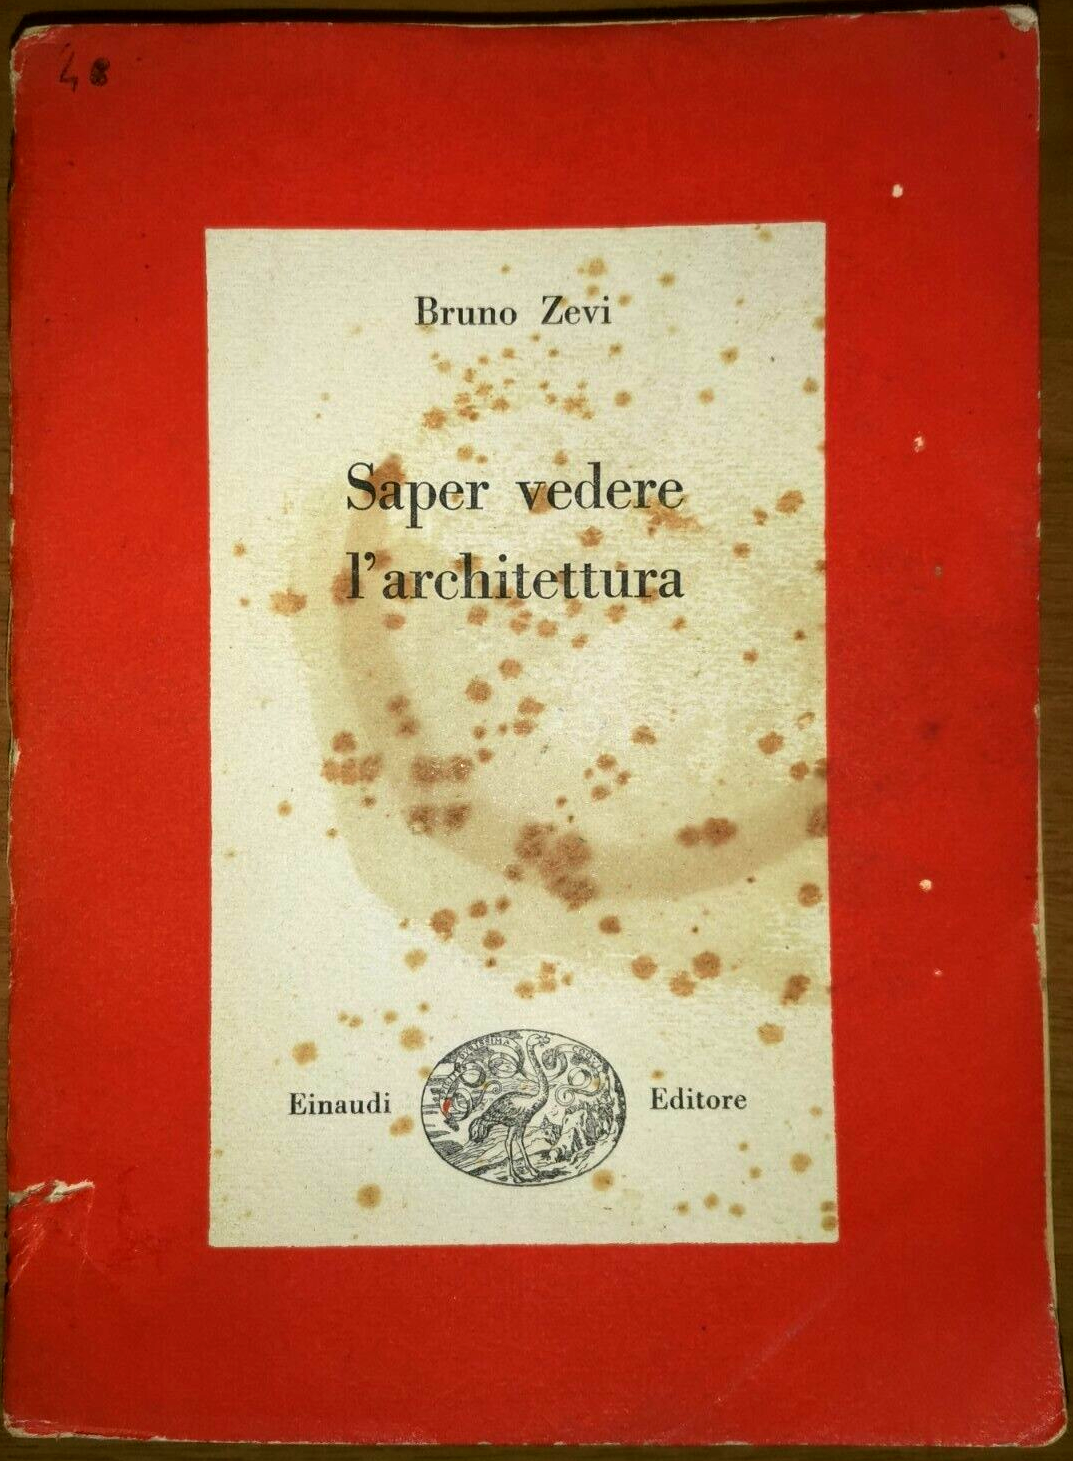 48
Bruno Zevi
Saper vedere
l'architettura
Einaudi Editore